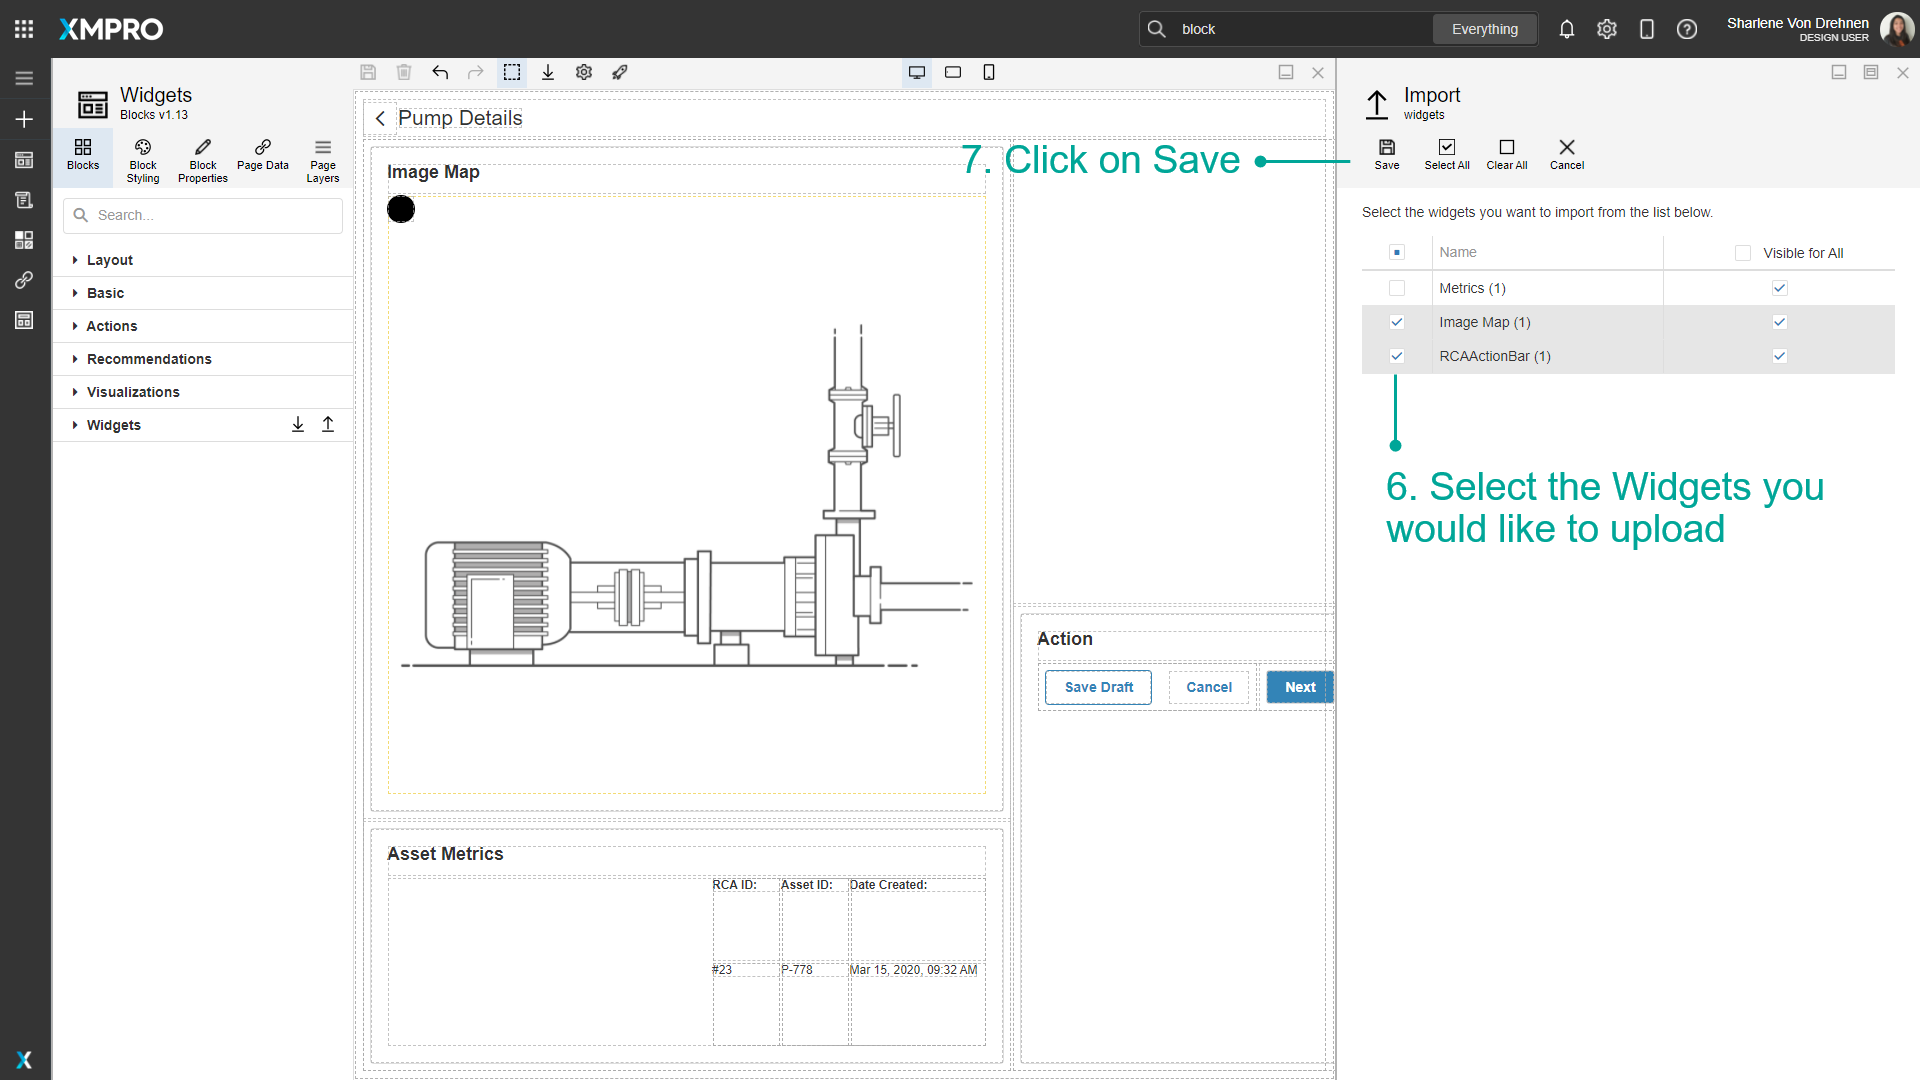 XMPRO
block
Everything
Sharlene Von Drehnen
DESIGN USER
Widgets
Blocks v1.13
Blocks
Block Styling
Block Properties
Page Data
Page Layers
Search...
Layout
Basic
Actions
Recommendations
Visualizations
Widgets
Pump Details
Image Map
7. Click on Save
Asset Metrics
RCA ID: Asset ID: Date Created:
#23 P-778 Mar 15, 2020, 09:32 AM
Action
Save Draft Cancel Next
Import
widgets
Save Select All Clear All Cancel
Select the widgets you want to import from the list below.
Name Visible for All
Metrics (1)
Image Map (1)
RCAActionBar (1)
6. Select the Widgets you
would like to upload
X